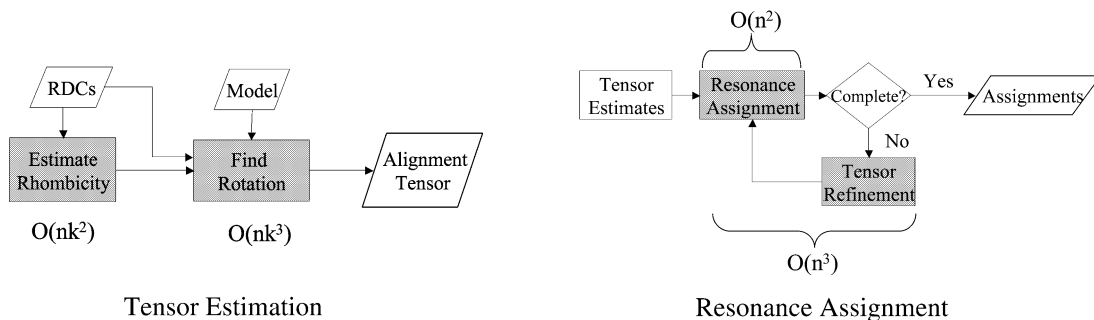 RDCs
Model
Estimate
Rhombicity
Find
Rotation
Alignment
Tensor
O(nk²)
O(nk³)
Tensor Estimation
O(n²)
Tensor
Estimates
Resonance
Assignment
Complete?
Yes
Assignments
No
Tensor
Refinement
O(n³)
Resonance Assignment